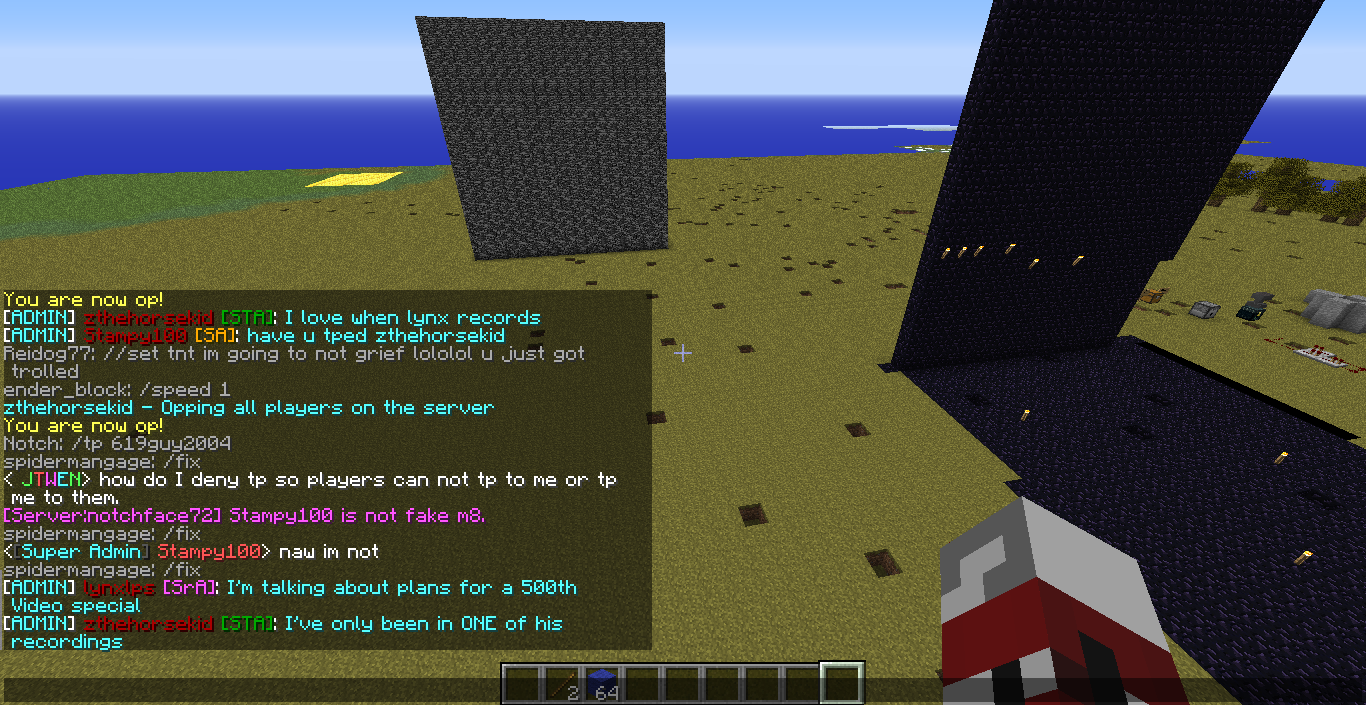 You are now op!
[ADMIN] zthehorsekid [STA]: I love when lynx records
[ADMIN] Stampy100 [SA]: have u tped zthehorsekid
Reidog77: //set tnt im going to not grief lololol u just got
trolled
ender_block: /speed 1
zthehorsekid - Opping all players on the server
You are now op!
Notch: /tp 619guy2004
spidermangage: /fix
< JTWEN> how do I deny tp so players can not tp to me or tp
me to them.
[Server:notchface72] Stampy100 is not fake m8.
spidermangage: /fix
<[Super Admin] Stampy100> naw im not
spidermangage: /fix
[ADMIN] lynxlps [SrA]: I'm talking about plans for a 500th
Video special
[ADMIN] zthehorsekid [STA]: I've only been in ONE of his
recordings
2 64